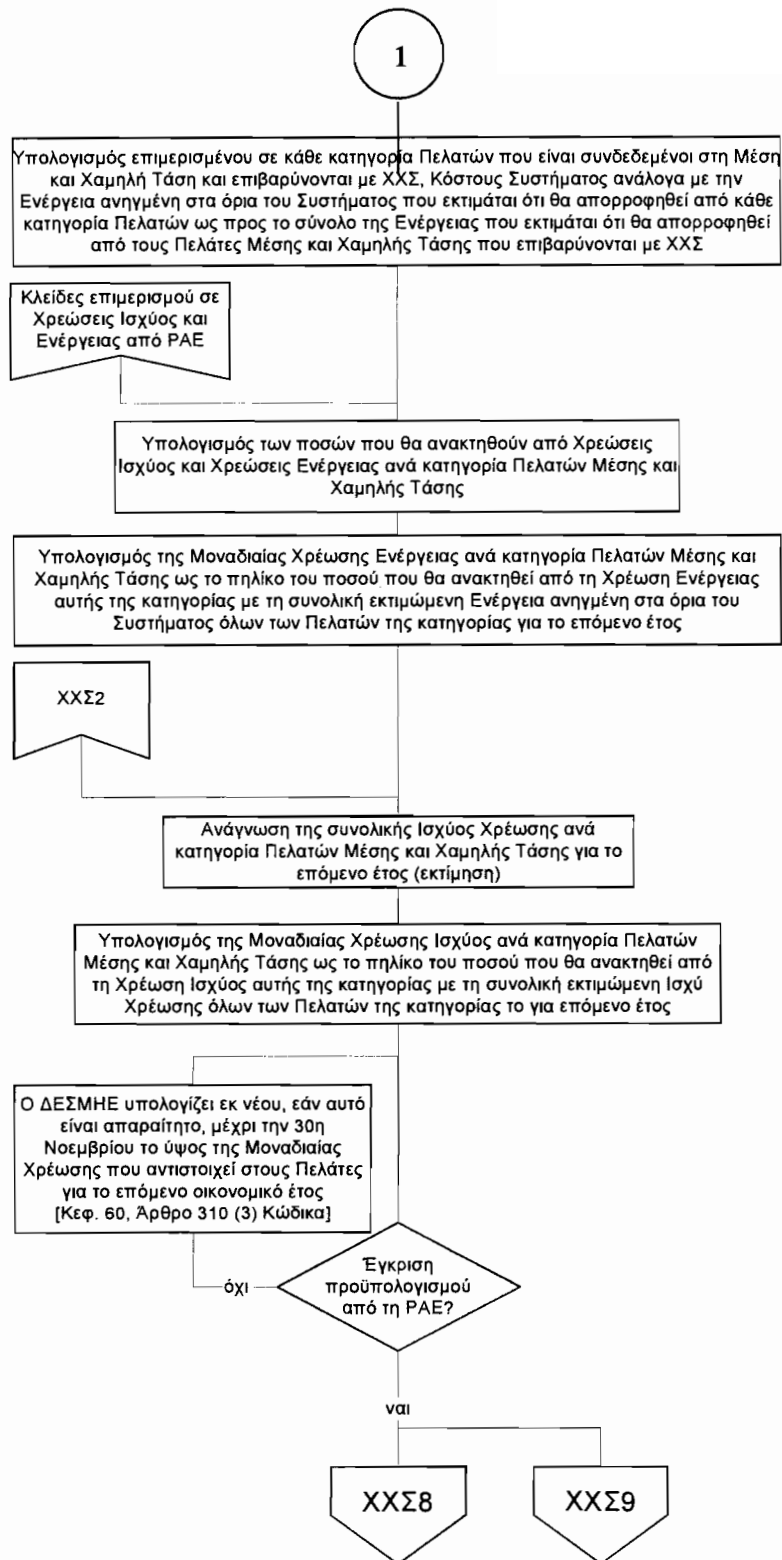 1
Υπολογισμός επιμερισμένου σε κάθε κατηγορία Πελατών που είναι συνδεδεμένοι στη Μέση
και Χαμηλή Τάση και επιβαρύνονται με ΧΧΣ, Κόστους Συστήματος ανάλογα με την
Ενέργεια ανηγμένη στα όρια του Συστήματος που εκτιμάται ότι θα απορροφηθεί από κάθε
κατηγορία Πελατών ως προς το σύνολο της Ενέργειας που εκτιμάται ότι θα απορροφηθεί
από τους Πελάτες Μέσης και Χαμηλής Τάσης που επιβαρύνονται με ΧΧΣ
Κλείδες επιμερισμού σε
Χρεώσεις Ισχύος και
Ενέργειας από ΡΑΕ
Υπολογισμός των ποσών που θα ανακτηθούν από Χρεώσεις
Ισχύος και Χρεώσεις Ενέργειας ανά κατηγορία Πελατών Μέσης και
Χαμηλής Τάσης
Υπολογισμός της Μοναδιαίας Χρέωσης Ενέργειας ανά κατηγορία Πελατών Μέσης και
Χαμηλής Τάσης ως το πηλίκο του ποσού που θα ανακτηθεί από τη Χρέωση Ενέργειας
αυτής της κατηγορίας με τη συνολική εκτιμώμενη Ενέργεια ανηγμένη στα όρια του
Συστήματος όλων των Πελατών της κατηγορίας για το επόμενο έτος
ΧΧΣ2
Ανάγνωση της συνολικής Ισχύος Χρέωσης ανά
κατηγορία Πελατών Μέσης και Χαμηλής Τάσης για το
επόμενο έτος (εκτίμηση)
Υπολογισμός της Μοναδιαίας Χρέωσης Ισχύος ανά κατηγορία Πελατών
Μέσης και Χαμηλής Τάσης ως το πηλίκο του ποσού που θα ανακτηθεί από
τη Χρέωση Ισχύος αυτής της κατηγορίας με τη συνολική εκτιμώμενη Ισχύ
Χρέωσης όλων των Πελατών της κατηγορίας το για επόμενο έτος
Ο ΔΕΣΜΗΕ υπολογίζει εκ νέου, εάν αυτό
είναι απαραίτητο, μέχρι την 30η
Νοεμβρίου το ύψος της Μοναδιαίας
Χρέωσης που αντιστοιχεί στους Πελάτες
για το επόμενο οικονομικό έτος
[Κεφ. 60, Άρθρο 310 (3) Κώδικα]
Έγκριση
προϋπολογισμού
από τη ΡΑΕ?
όχι
ναι
ΧΧΣ8
ΧΧΣ9